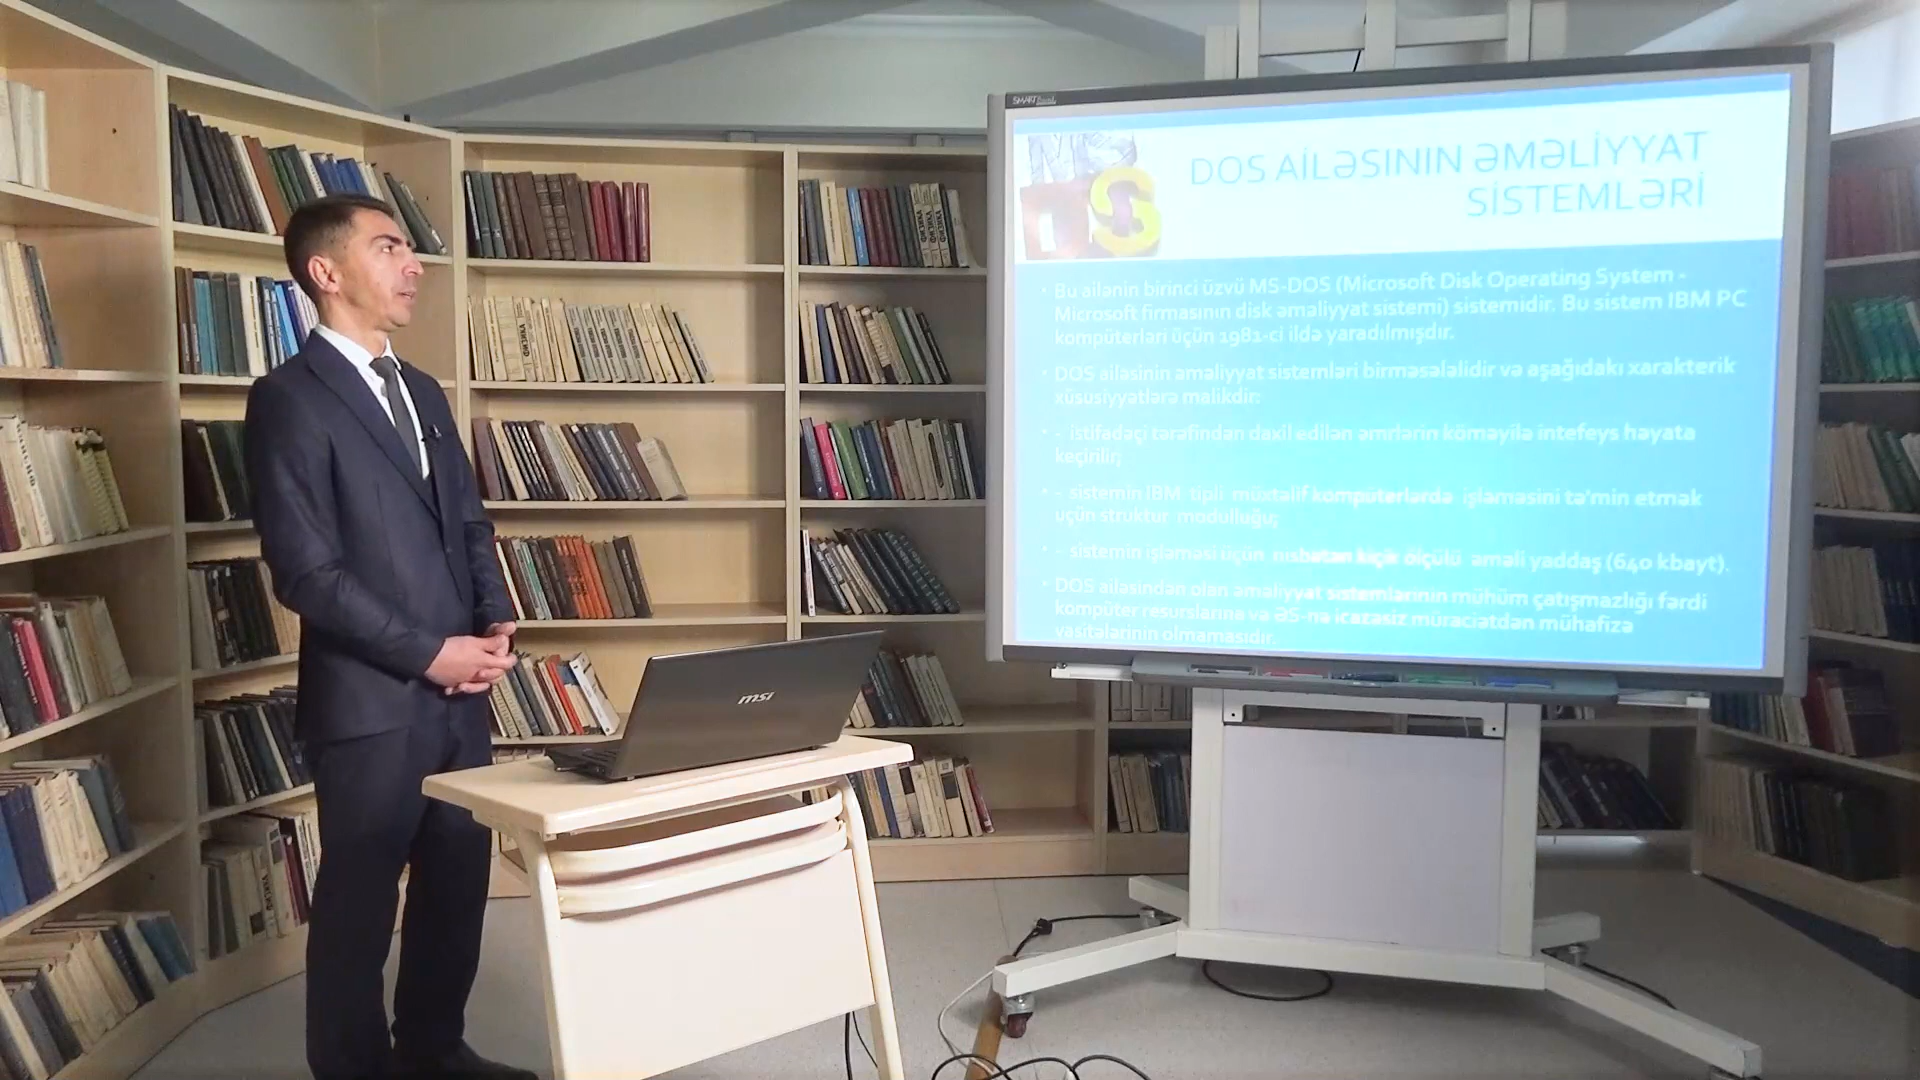 SMART Board
DOS AİLƏSININ ƏMƏLİYYAT
SİSTEMLƏRİ
DOS
• Bu ailənin birinci üzvü MS-DOS (Microsoft Disk Operating System -
Microsoft firmasının disk əməliyyat sistemi) sistemidir. Bu sistem IBM PC
kompüterləri üçün 1981-ci ildə yaradılmışdır.
• DOS ailəsinin əməliyyat sistemləri birməsələlidir və aşağıdakı xarakterik
xüsusiyyətlərə malikdir:
• - istifadəçi tərəfindən daxil edilən əmrlərin köməyilə intefeys həyata
keçirilir;
• - sistemin IBM tipli müxtəlif kompüterlərdə işləməsini tə'min etmək
üçün struktur modulluğu;
• - sistemin işləməsi üçün nisbətən kiçik ölçülü əməli yaddaş (640 kbayt).
• DOS ailəsindən olan əməliyyat sistemlərinin mühüm çatışmazlığı fərdi
kompüter resurslarına və ƏS-nə icazəsiz müraciətdən mühafizə
vasitələrinin olmamasıdır.
msi